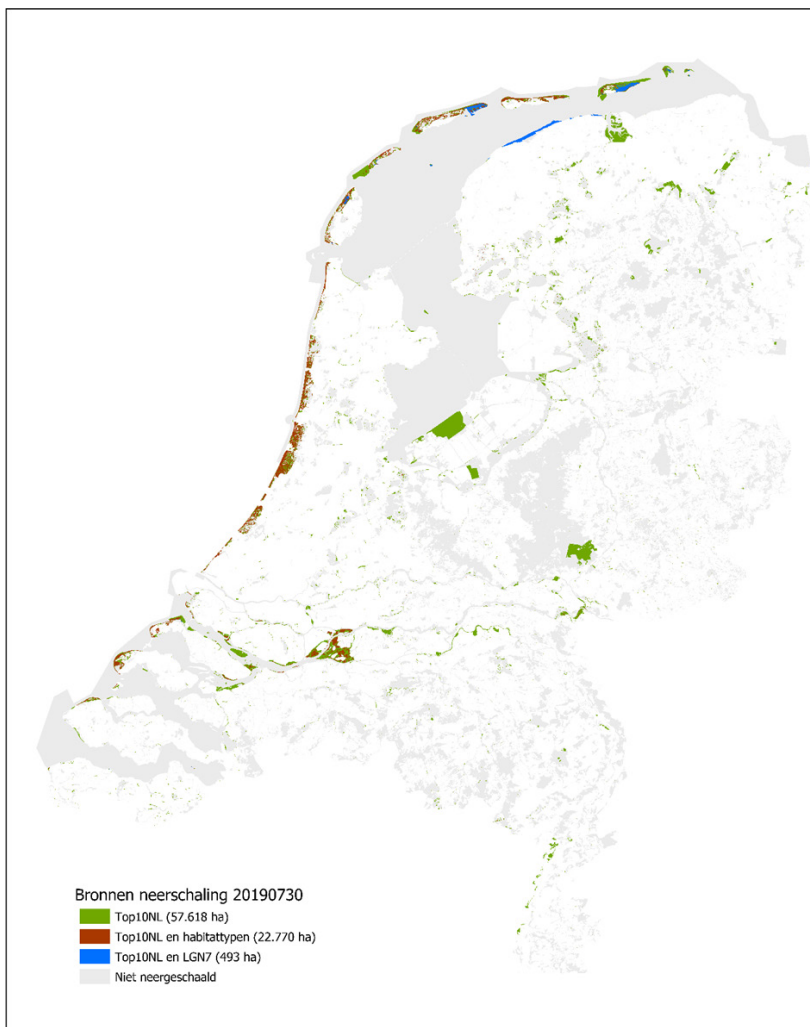 Bronnen neerschaling 20190730
Top10NL (57.618 ha)
Top10NL en habitattypen (22.770 ha)
Top10NL en LGN7 (493 ha)
Niet neergeschaald